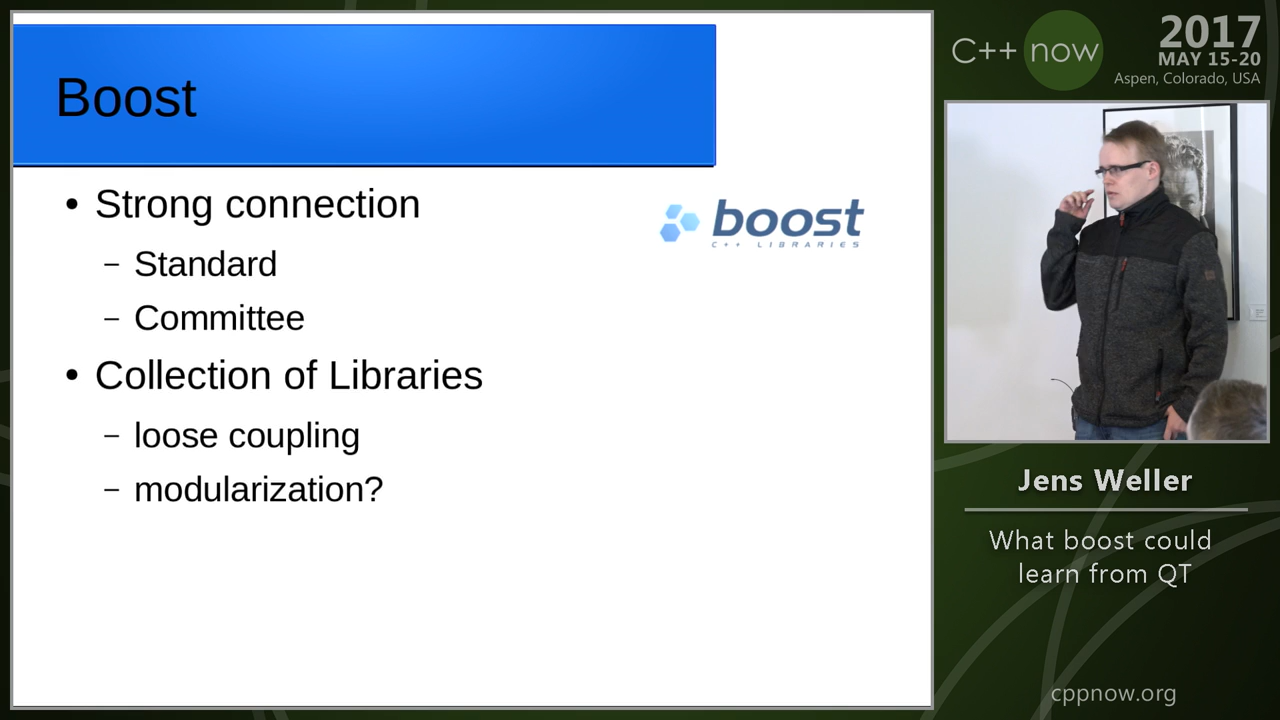 Boost
• Strong connection
– Standard
– Committee
• Collection of Libraries
– loose coupling
– modularization?
boost
C++ LIBRARIES
C++ now
2017
MAY 15-20
Aspen, Colorado, USA
Jens Weller
What boost could
learn from QT
cppnow.org